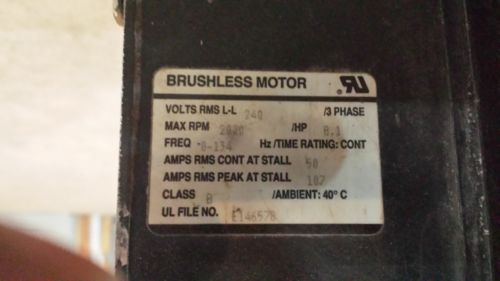 BRUSHLESS MOTOR
VOLTS RMS L-L 240 /3 PHASE
MAX RPM 2020 /HP 8.1
FREQ 0-134 Hz/TIME RATING: CONT
AMPS RMS CONT AT STALL 50
AMPS RMS PEAK AT STALL 107
CLASS B /AMBIENT: 40° C
UL FILE NO. E146578